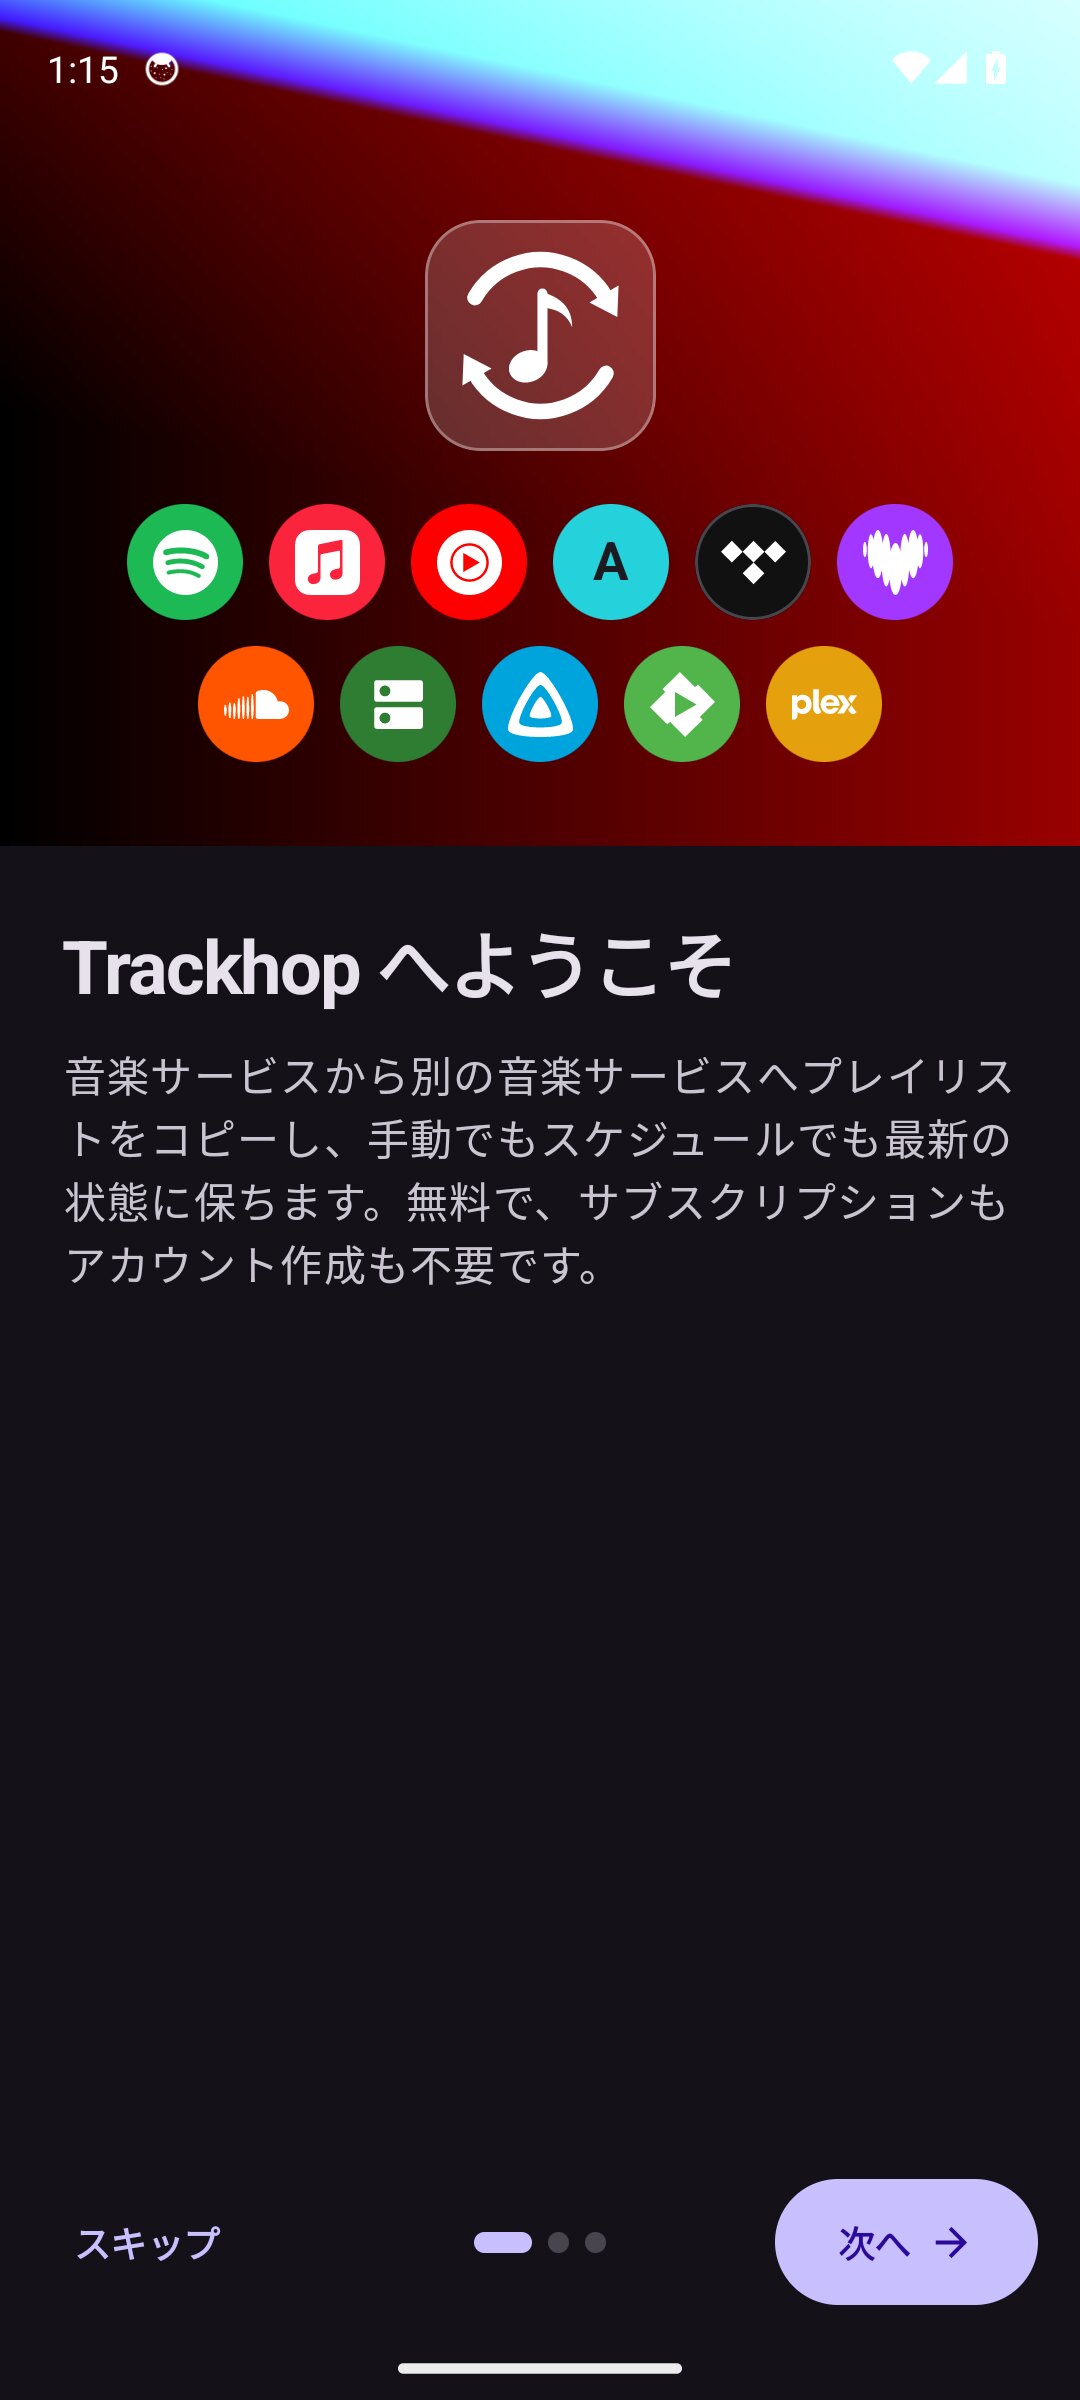 1:15
A
plex
Trackhop へようこそ
音楽サービスから別の音楽サービスへプレイリス
トをコピーし、手動でもスケジュールでも最新の
状態に保ちます。無料で、サブスクリプションも
アカウント作成も不要です。
スキップ
次へ